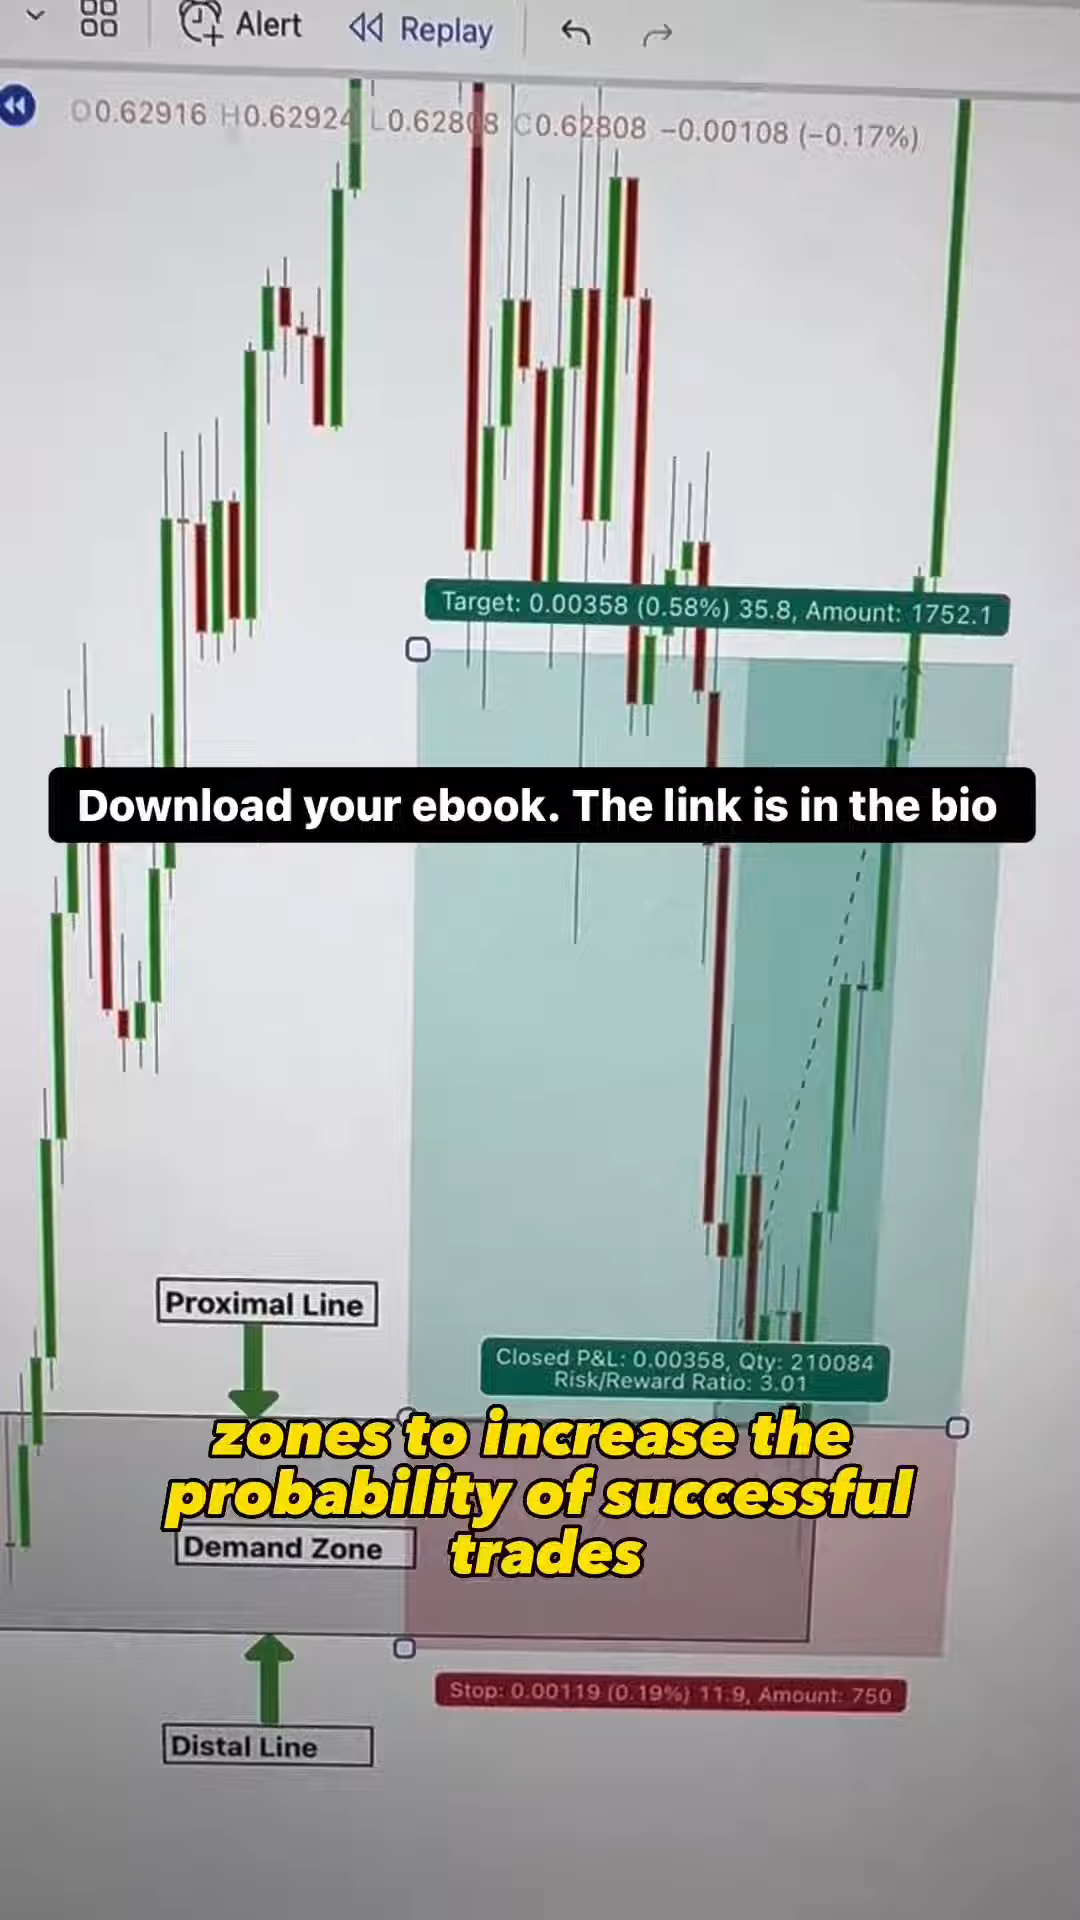 Alert Replay
O0.62916 H0.62924 L0.62808 C0.62808 −0.00108 (−0.17%)
Target: 0.00358 (0.58%) 35.8, Amount: 1752.1
Download your ebook. The link is in the bio
Proximal Line
Closed P&L: 0.00358, Qty: 210084
Risk/Reward Ratio: 3.01
zones to increase the
probability of successful
trades
Demand Zone
Stop: 0.00119 (0.19%) 11.9, Amount: 750
Distal Line